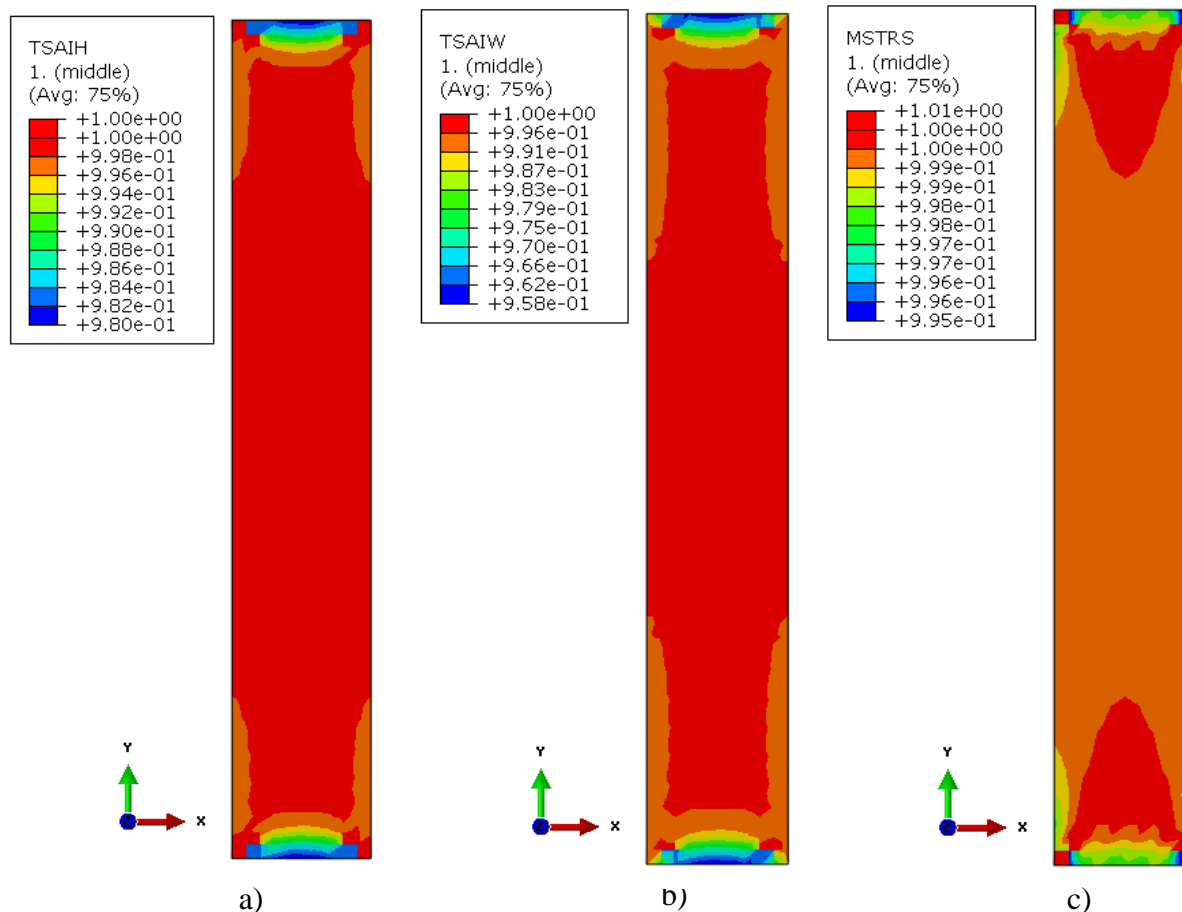 TSAIH
1. (middle)
(Avg: 75%)
+1.00e+00
+1.00e+00
+9.98e-01
+9.96e-01
+9.94e-01
+9.92e-01
+9.90e-01
+9.88e-01
+9.86e-01
+9.84e-01
+9.82e-01
+9.80e-01
Y
Z
X
a)
TSAIW
1. (middle)
(Avg: 75%)
+1.00e+00
+9.96e-01
+9.91e-01
+9.87e-01
+9.83e-01
+9.79e-01
+9.75e-01
+9.70e-01
+9.66e-01
+9.62e-01
+9.58e-01
Y
Z
X
b)
MSTRS
1. (middle)
(Avg: 75%)
+1.01e+00
+1.00e+00
+1.00e+00
+9.99e-01
+9.99e-01
+9.98e-01
+9.98e-01
+9.97e-01
+9.97e-01
+9.96e-01
+9.96e-01
+9.95e-01
Y
Z
X
c)